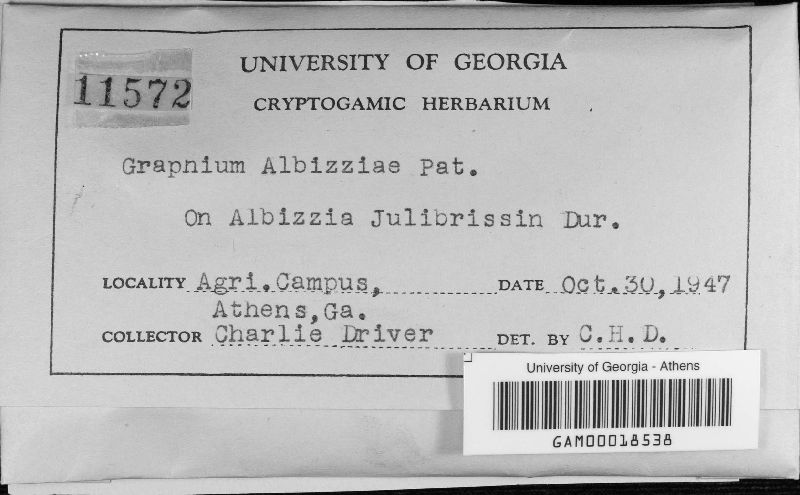 UNIVERSITY OF GEORGIA
11572
CRYPTOGAMIC HERBARIUM
Grapnium Albizziae Pat.
On Albizzia Julibrissin Dur.
LOCALITY Agri.Campus, DATE Oct.30,1947
Athens,Ga.
COLLECTOR Charlie Driver DET. BY C.H.D.
University of Georgia - Athens
GAM00018538